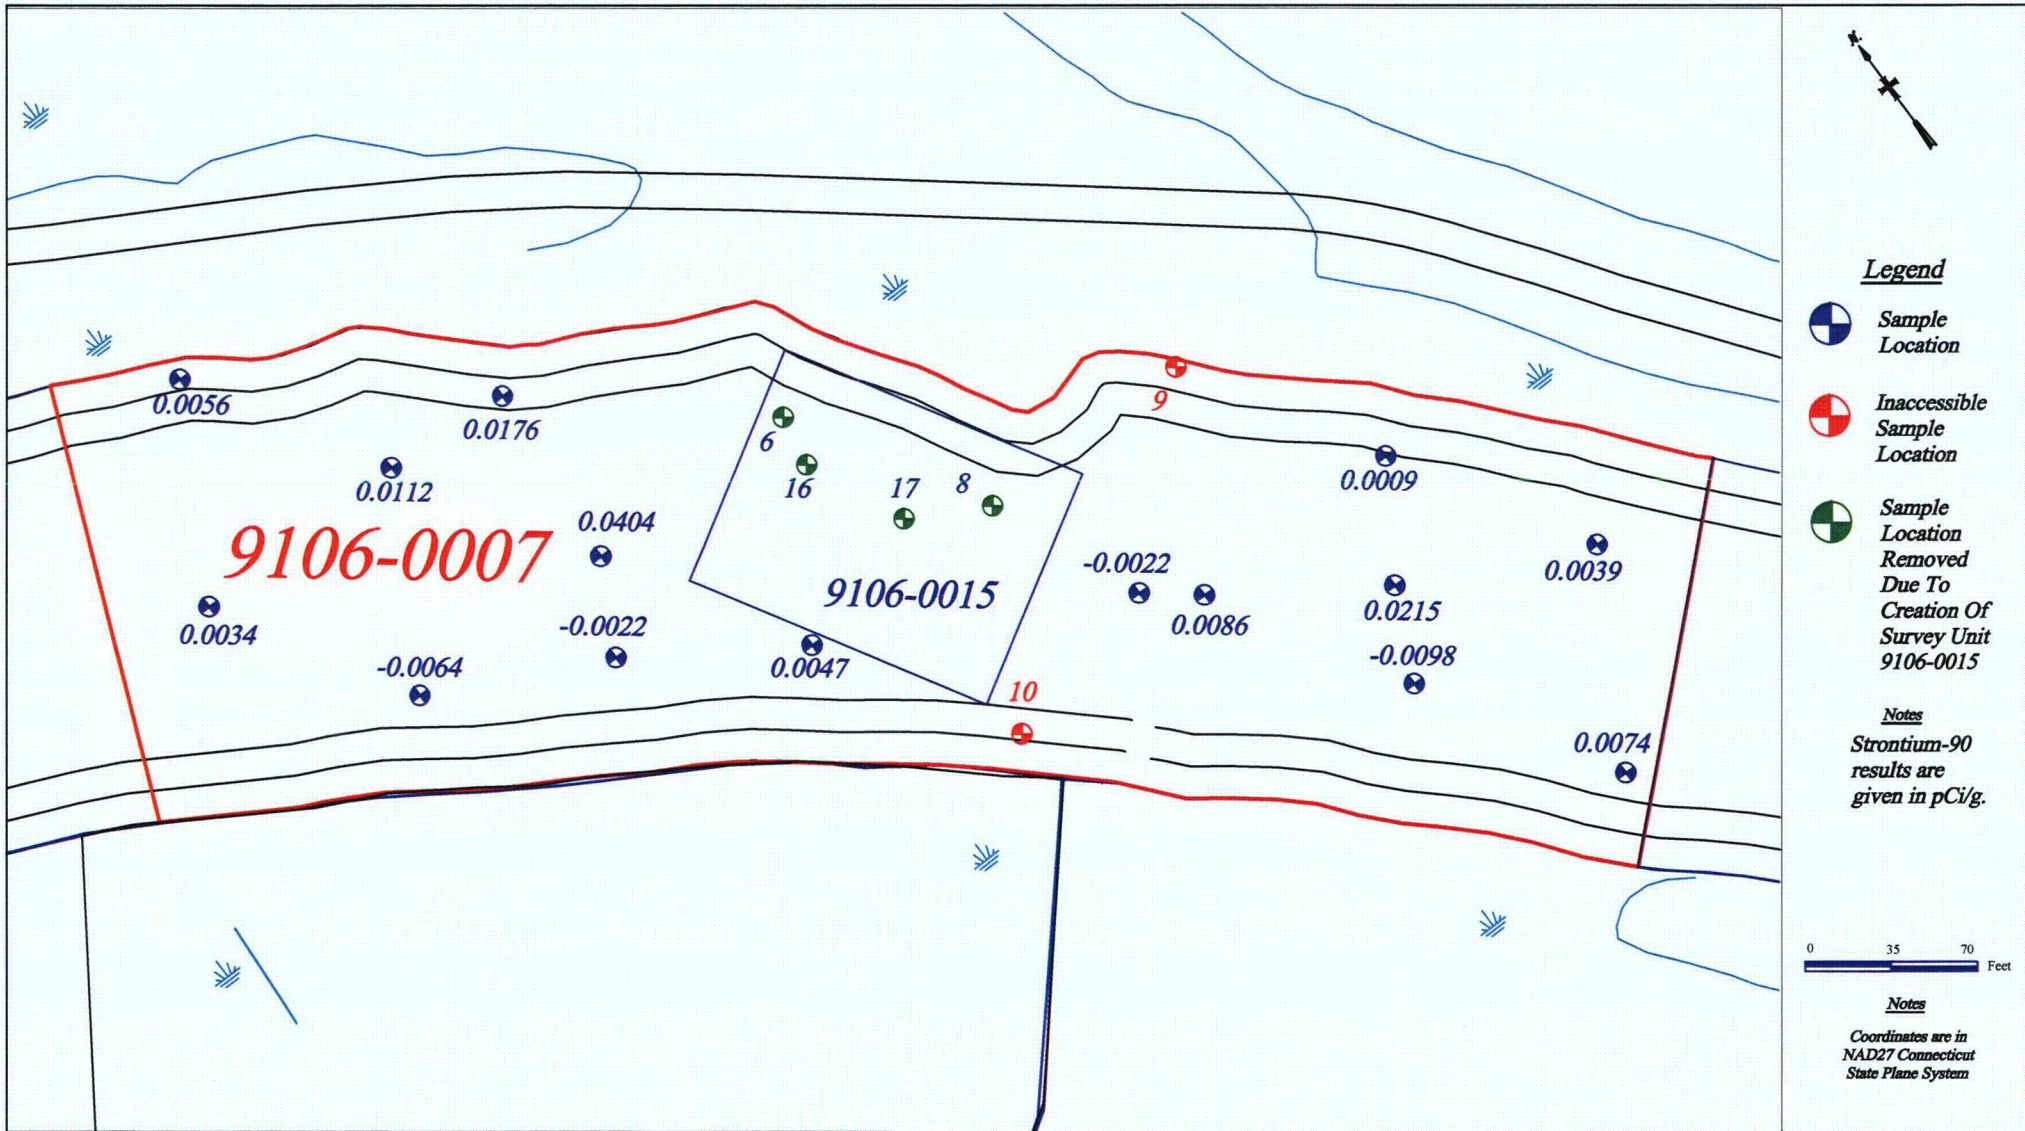 N.
0.0056
0.0176
0.0112
9106-0007
0.0404
0.0034
-0.0022
-0.0064
6
16
17
8
9106-0015
0.0047
9
10
0.0009
-0.0022
0.0086
0.0039
0.0215
-0.0098
0.0074
Legend
Sample
Location
Inaccessible
Sample
Location
Sample
Location
Removed
Due To
Creation Of
Survey Unit
9106-0015
Notes
Strontium-90
results are
given in pCi/g.
0 35 70
Feet
Notes
Coordinates are in
NAD27 Connecticut
State Plane System